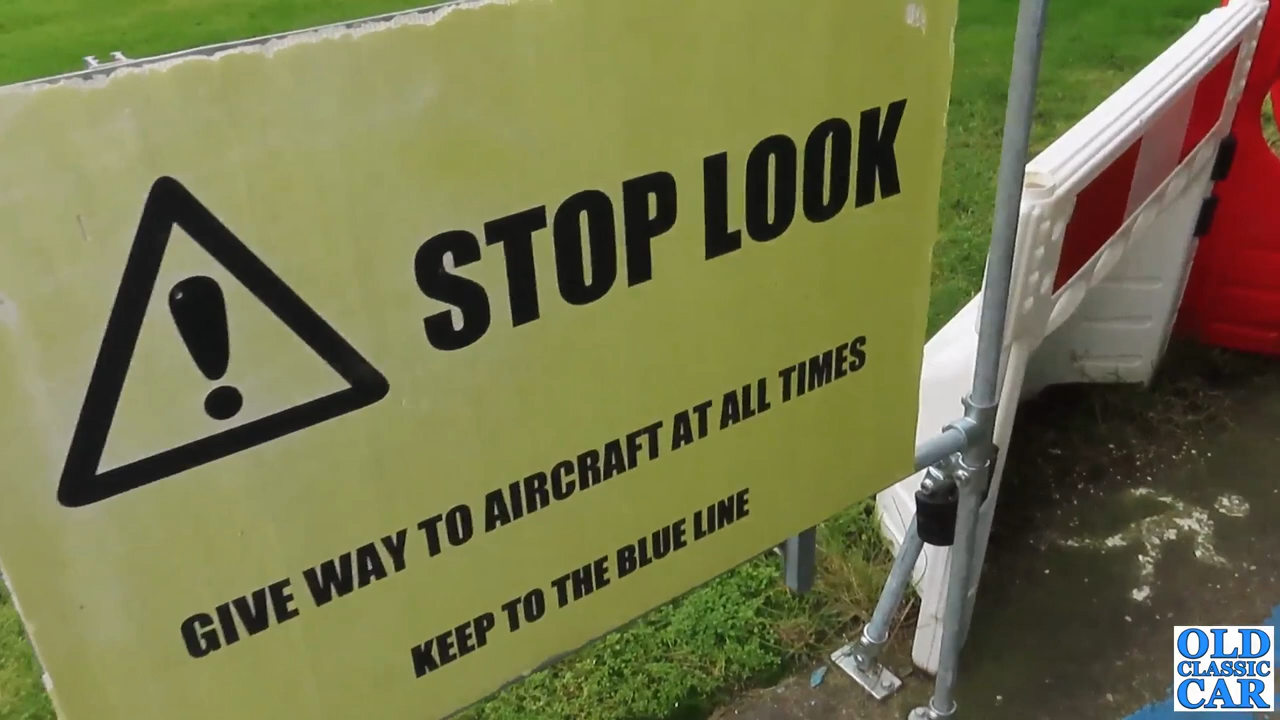 STOP LOOK
GIVE WAY TO AIRCRAFT AT ALL TIMES
KEEP TO THE BLUE LINE
OLD
CLASSIC
CAR